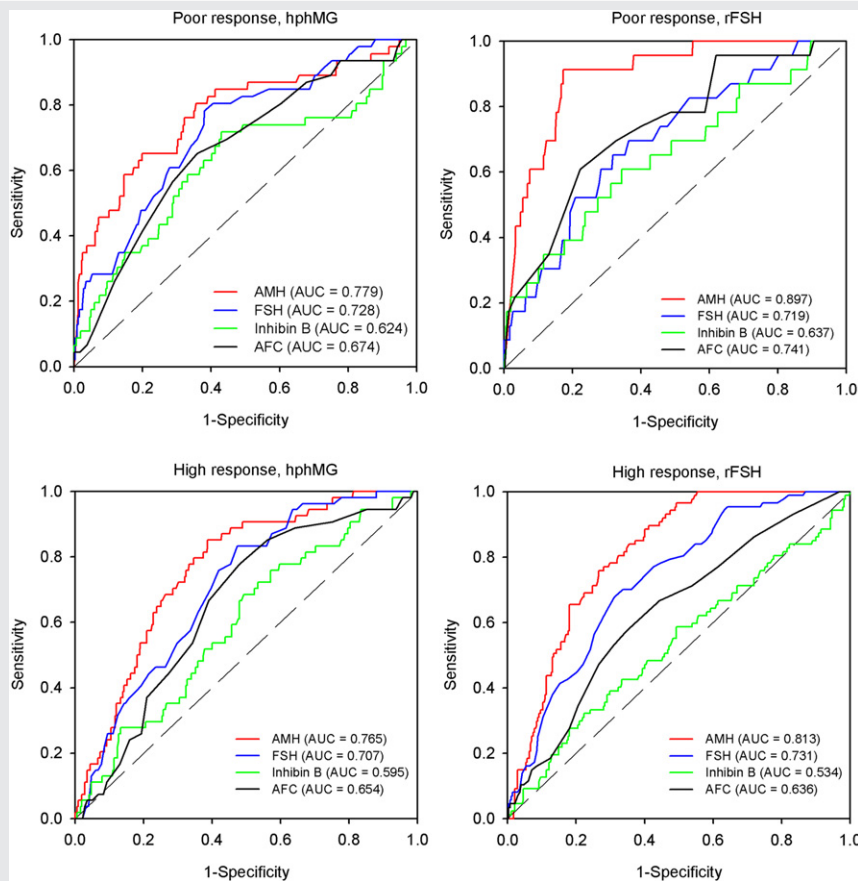 Poor response, hphMG
Sensitivity
1.0
0.8
0.6
0.4
0.2
0.0
AMH (AUC = 0.779)
FSH (AUC = 0.728)
Inhibin B (AUC = 0.624)
AFC (AUC = 0.674)
0.0 0.2 0.4 0.6 0.8 1.0
1-Specificity
Poor response, rFSH
Sensitivity
1.0
0.8
0.6
0.4
0.2
0.0
AMH (AUC = 0.897)
FSH (AUC = 0.719)
Inhibin B (AUC = 0.637)
AFC (AUC = 0.741)
0.0 0.2 0.4 0.6 0.8 1.0
1-Specificity
High response, hphMG
Sensitivity
1.0
0.8
0.6
0.4
0.2
0.0
AMH (AUC = 0.765)
FSH (AUC = 0.707)
Inhibin B (AUC = 0.595)
AFC (AUC = 0.654)
0.0 0.2 0.4 0.6 0.8 1.0
1-Specificity
High response, rFSH
Sensitivity
1.0
0.8
0.6
0.4
0.2
0.0
AMH (AUC = 0.813)
FSH (AUC = 0.731)
Inhibin B (AUC = 0.534)
AFC (AUC = 0.636)
0.0 0.2 0.4 0.6 0.8 1.0
1-Specificity